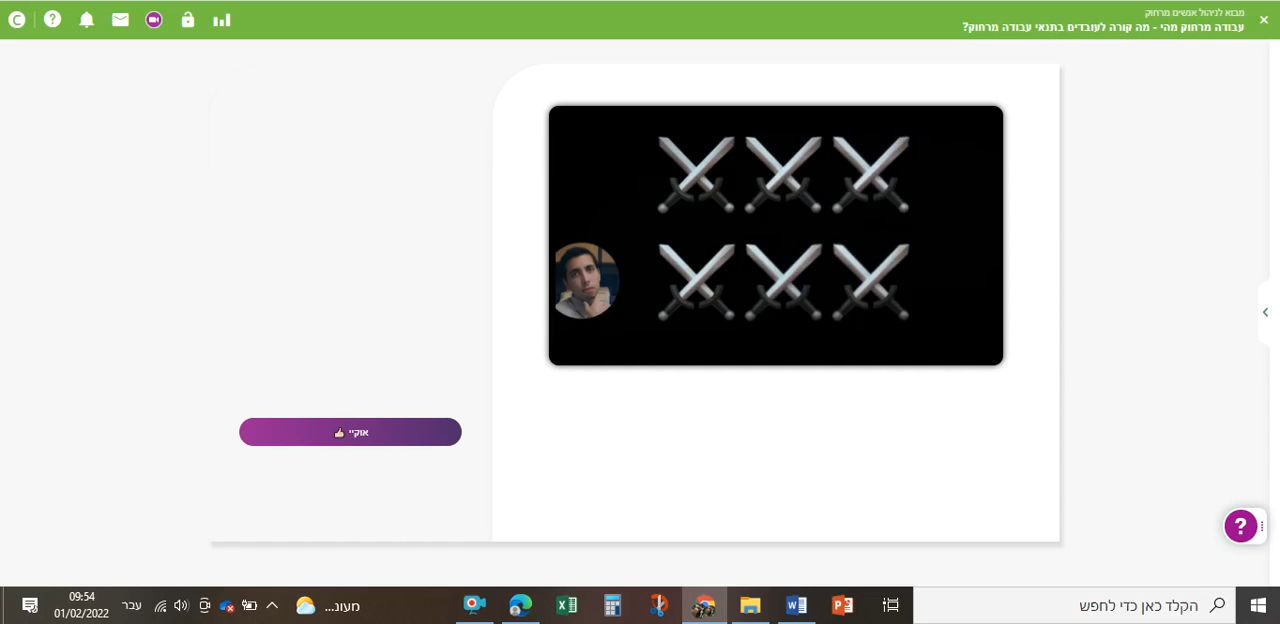 מבוא לניהול אנשים מרחוק
עבודה מרחוק מהי - מה קורה לעובדים בתנאי עבודה מרחוק?
אוקיי
הקלד כאן כדי לחפש
מעונ...
עבר
09:54
01/02/2022